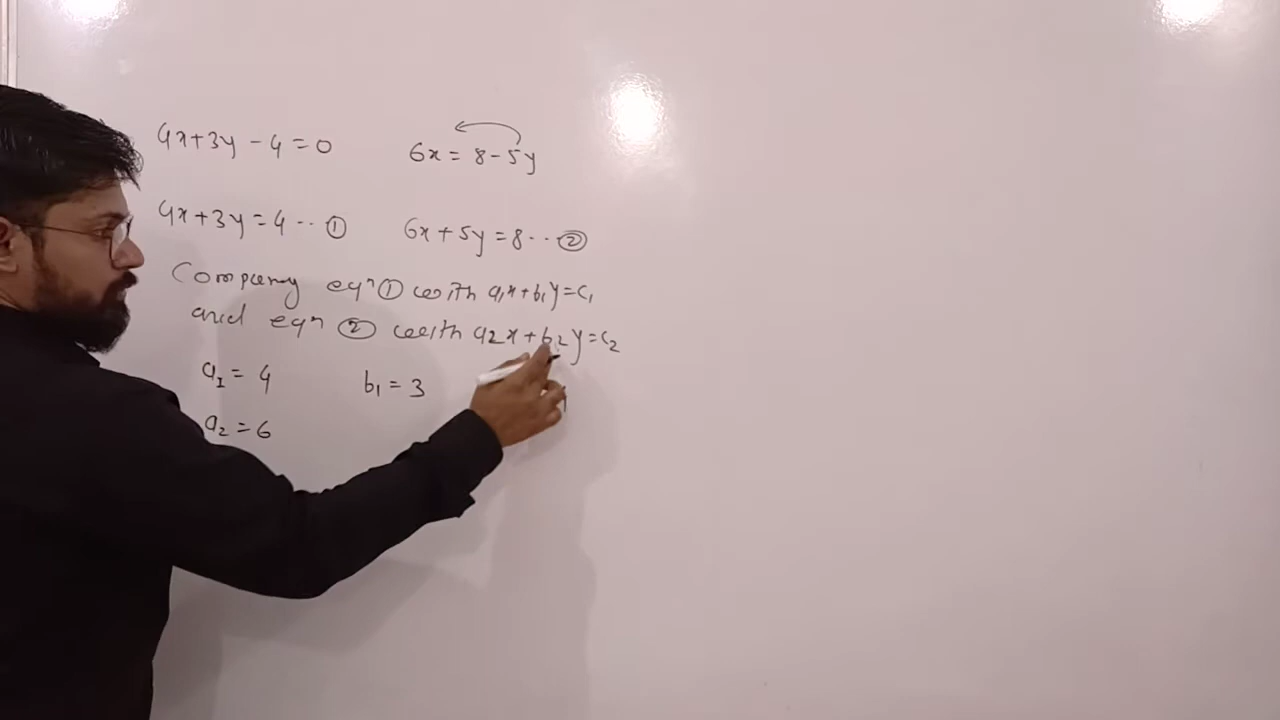 4x+3y-4=0 6x=8-5y
4x+3y=4 -- ① 6x+5y=8-- ②
Comparing eqⁿ ① with a₁x+b₁y=c₁
and eqⁿ ② with a₂x+b₂y=c₂
a₁=4 b₁=3
a₂=6